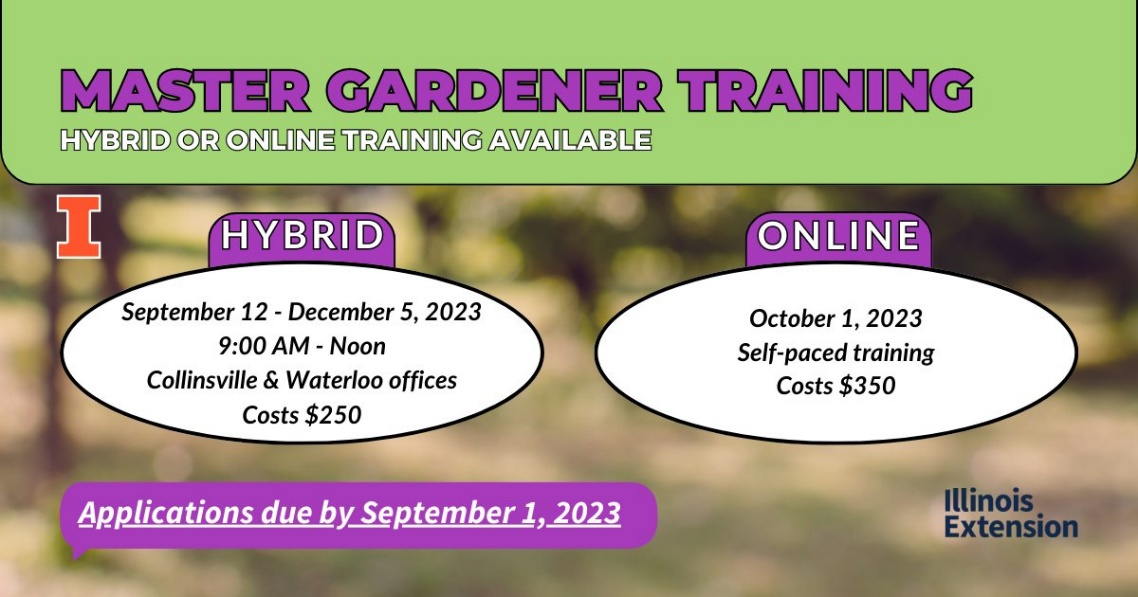 MASTER GARDENER TRAINING
HYBRID OR ONLINE TRAINING AVAILABLE
I
HYBRID
September 12 - December 5, 2023
9:00 AM - Noon
Collinsville & Waterloo offices
Costs $250
ONLINE
October 1, 2023
Self-paced training
Costs $350
Applications due by September 1, 2023
Illinois
Extension